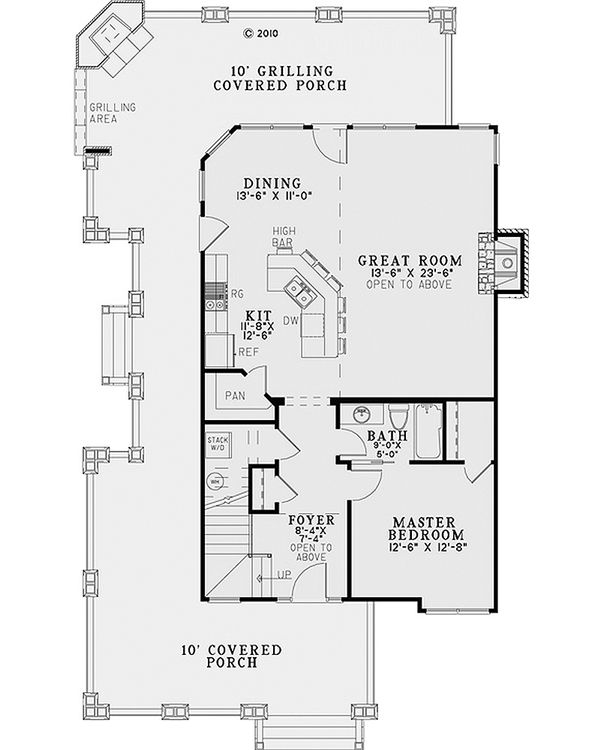 © 2010
10' GRILLING
COVERED PORCH
GRILLING
AREA
DINING
13'-6" X 11'-0"
HIGH
BAR
GREAT ROOM
13'-6" X 23'-6"
OPEN TO ABOVE
RG
KIT
11'-8"X
12'-6"
DW
REF
PAN
BATH
9'-0"X
5'-0"
STACK
W/D
WH
FOYER
8'-4"X
7'-4"
OPEN TO
ABOVE
MASTER
BEDROOM
12'-6" X 12'-8"
UP
10' COVERED
PORCH